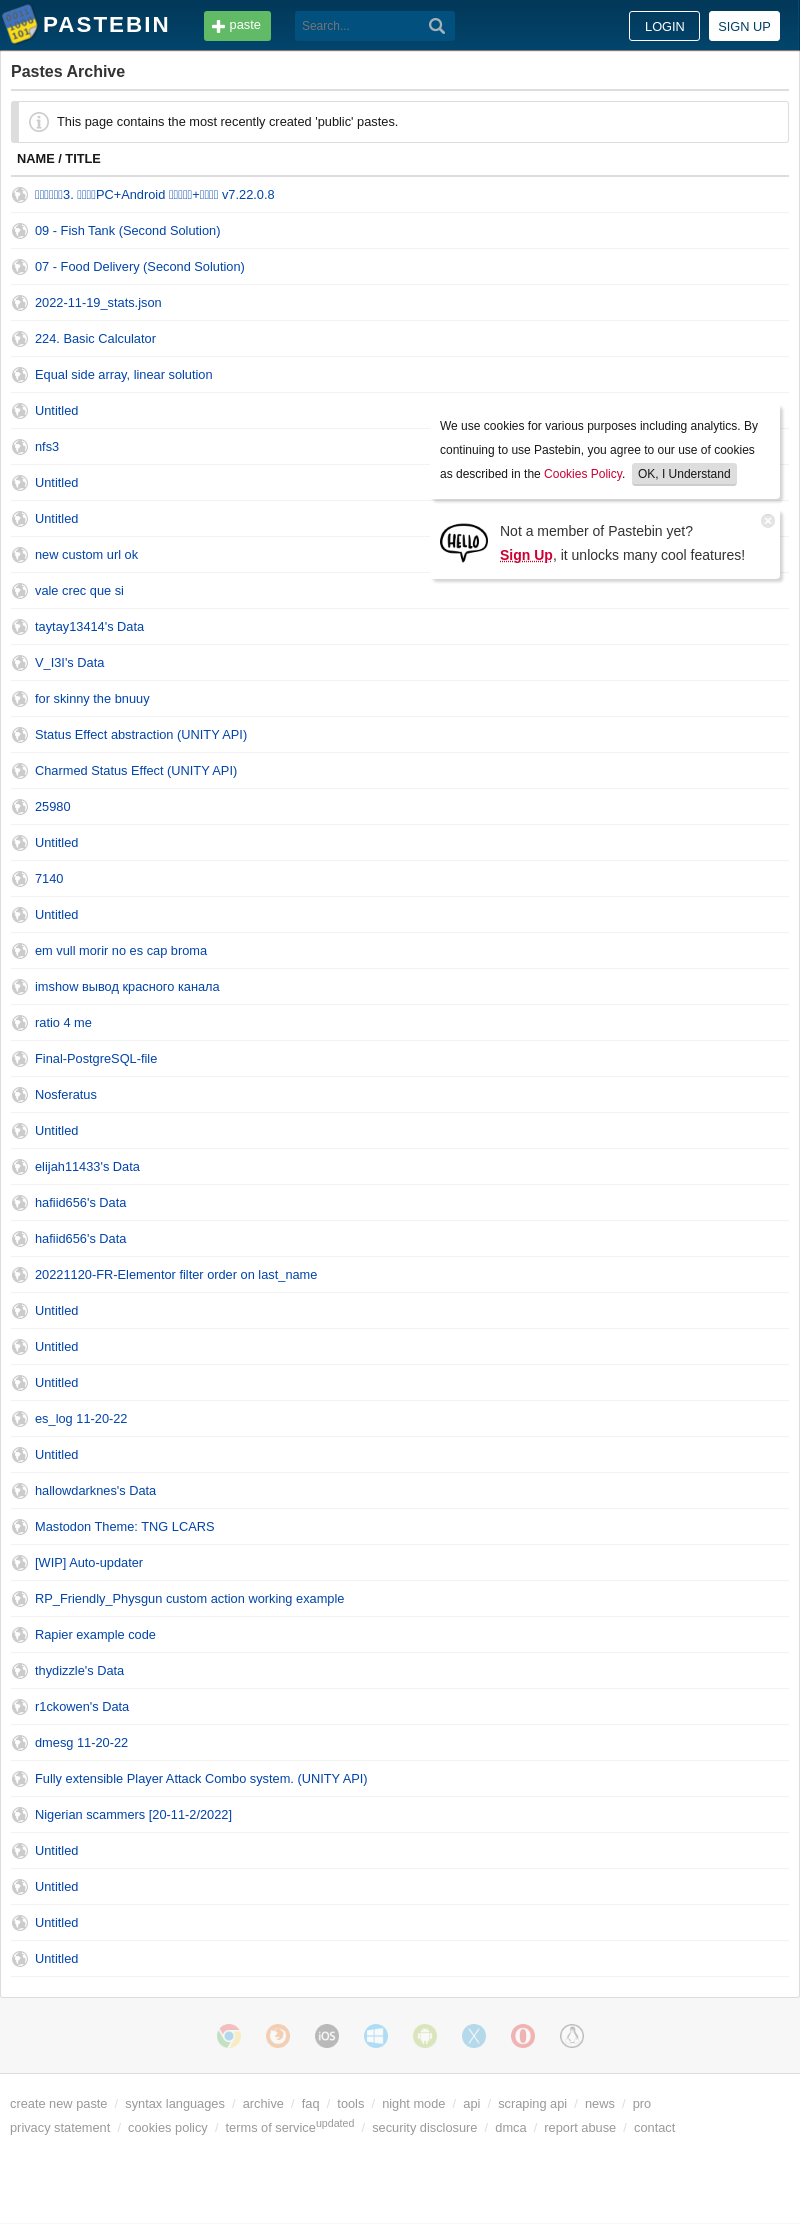 PASTEBIN
paste
Search...
LOGIN
SIGN UP
Pastes Archive
This page contains the most recently created 'public' pastes.
NAME / TITLE
3. PC+Android + v7.22.0.8
09 - Fish Tank (Second Solution)
07 - Food Delivery (Second Solution)
2022-11-19_stats.json
224. Basic Calculator
Equal side array, linear solution
Untitled
nfs3
Untitled
Untitled
new custom url ok
vale crec que si
We use cookies for various purposes including analytics. By
continuing to use Pastebin, you agree to our use of cookies
as described in the Cookies Policy. OK, I Understand
HELLO
Not a member of Pastebin yet?
Sign Up, it unlocks many cool features!
taytay13414's Data
V_I3I's Data
for skinny the bnuuy
Status Effect abstraction (UNITY API)
Charmed Status Effect (UNITY API)
25980
Untitled
7140
Untitled
em vull morir no es cap broma
imshow вывод красного канала
ratio 4 me
Final-PostgreSQL-file
Nosferatus
Untitled
elijah11433's Data
hafiid656's Data
hafiid656's Data
20221120-FR-Elementor filter order on last_name
Untitled
Untitled
Untitled
es_log 11-20-22
Untitled
hallowdarknes's Data
Mastodon Theme: TNG LCARS
[WIP] Auto-updater
RP_Friendly_Physgun custom action working example
Rapier example code
thydizzle's Data
r1ckowen's Data
dmesg 11-20-22
Fully extensible Player Attack Combo system. (UNITY API)
Nigerian scammers [20-11-2/2022]
Untitled
Untitled
Untitled
Untitled
iOS
create new paste / syntax languages / archive / faq / tools / night mode / api / scraping api / news / pro
privacy statement / cookies policy / terms of service updated / security disclosure / dmca / report abuse / contact